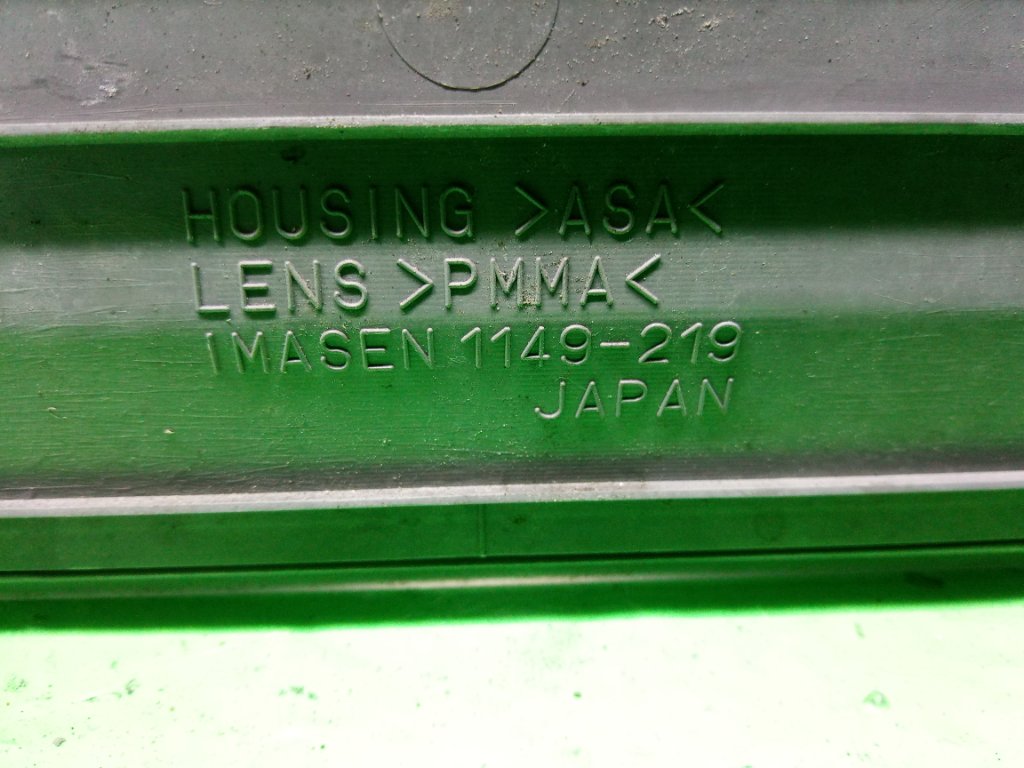 HOUSING >ASA<
LENS >PMMA<
IMASEN 1149-219
JAPAN